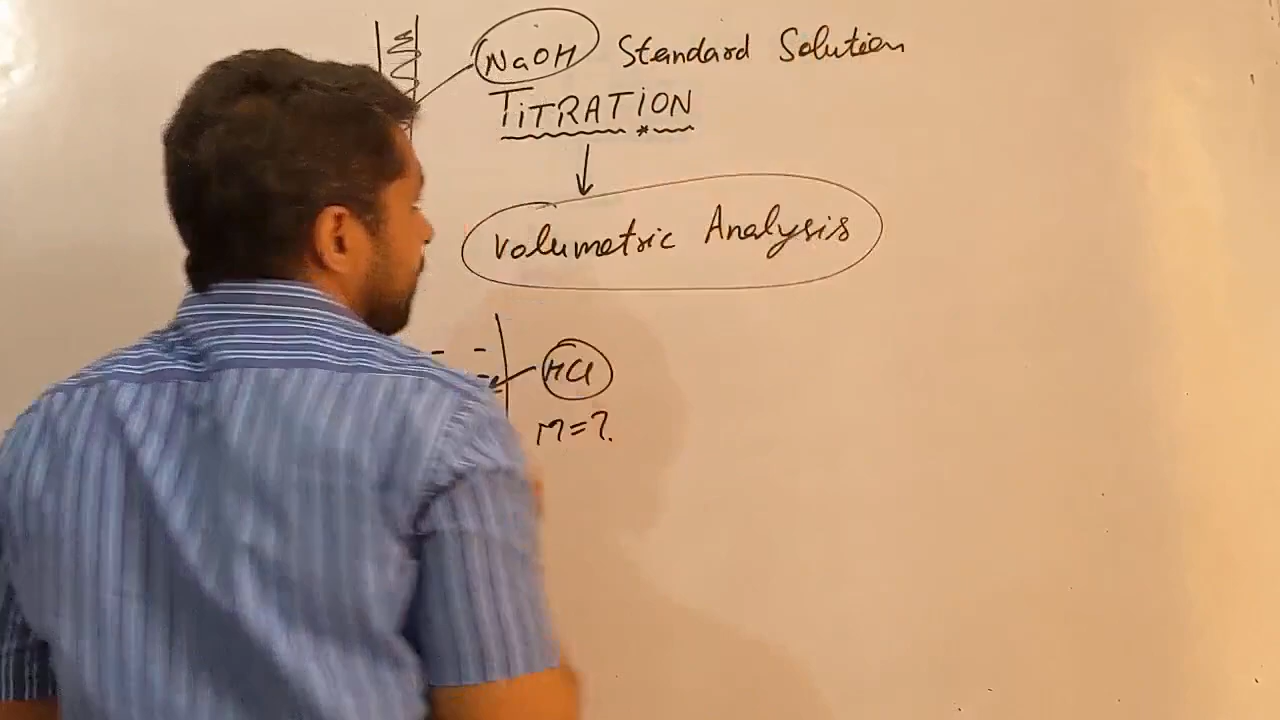 NaOH Standard Solution
TiTRATiON
Volumetric Analysis
HCl
M=?